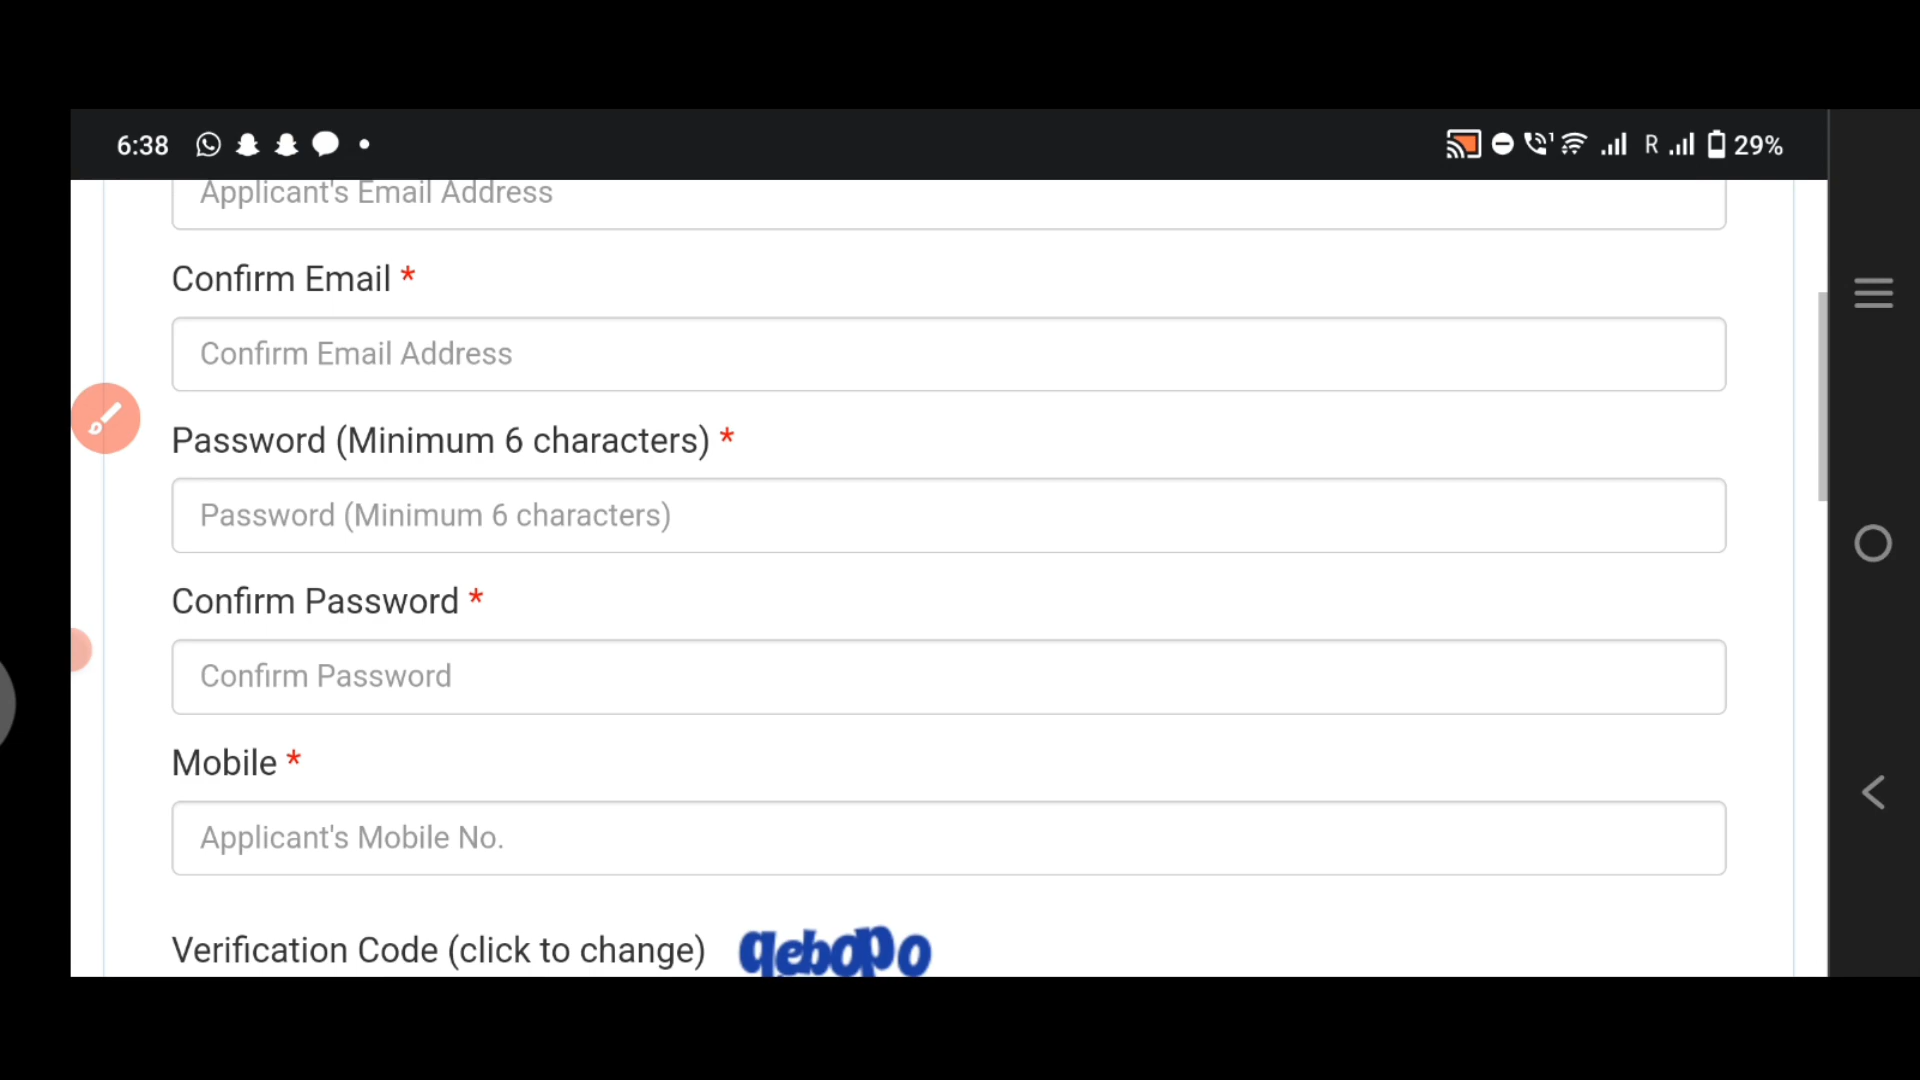 6:38 R 29%
Applicant's Email Address
Confirm Email *
Confirm Email Address
Password (Minimum 6 characters) *
Password (Minimum 6 characters)
Confirm Password *
Confirm Password
Mobile *
Applicant's Mobile No.
Verification Code (click to change)